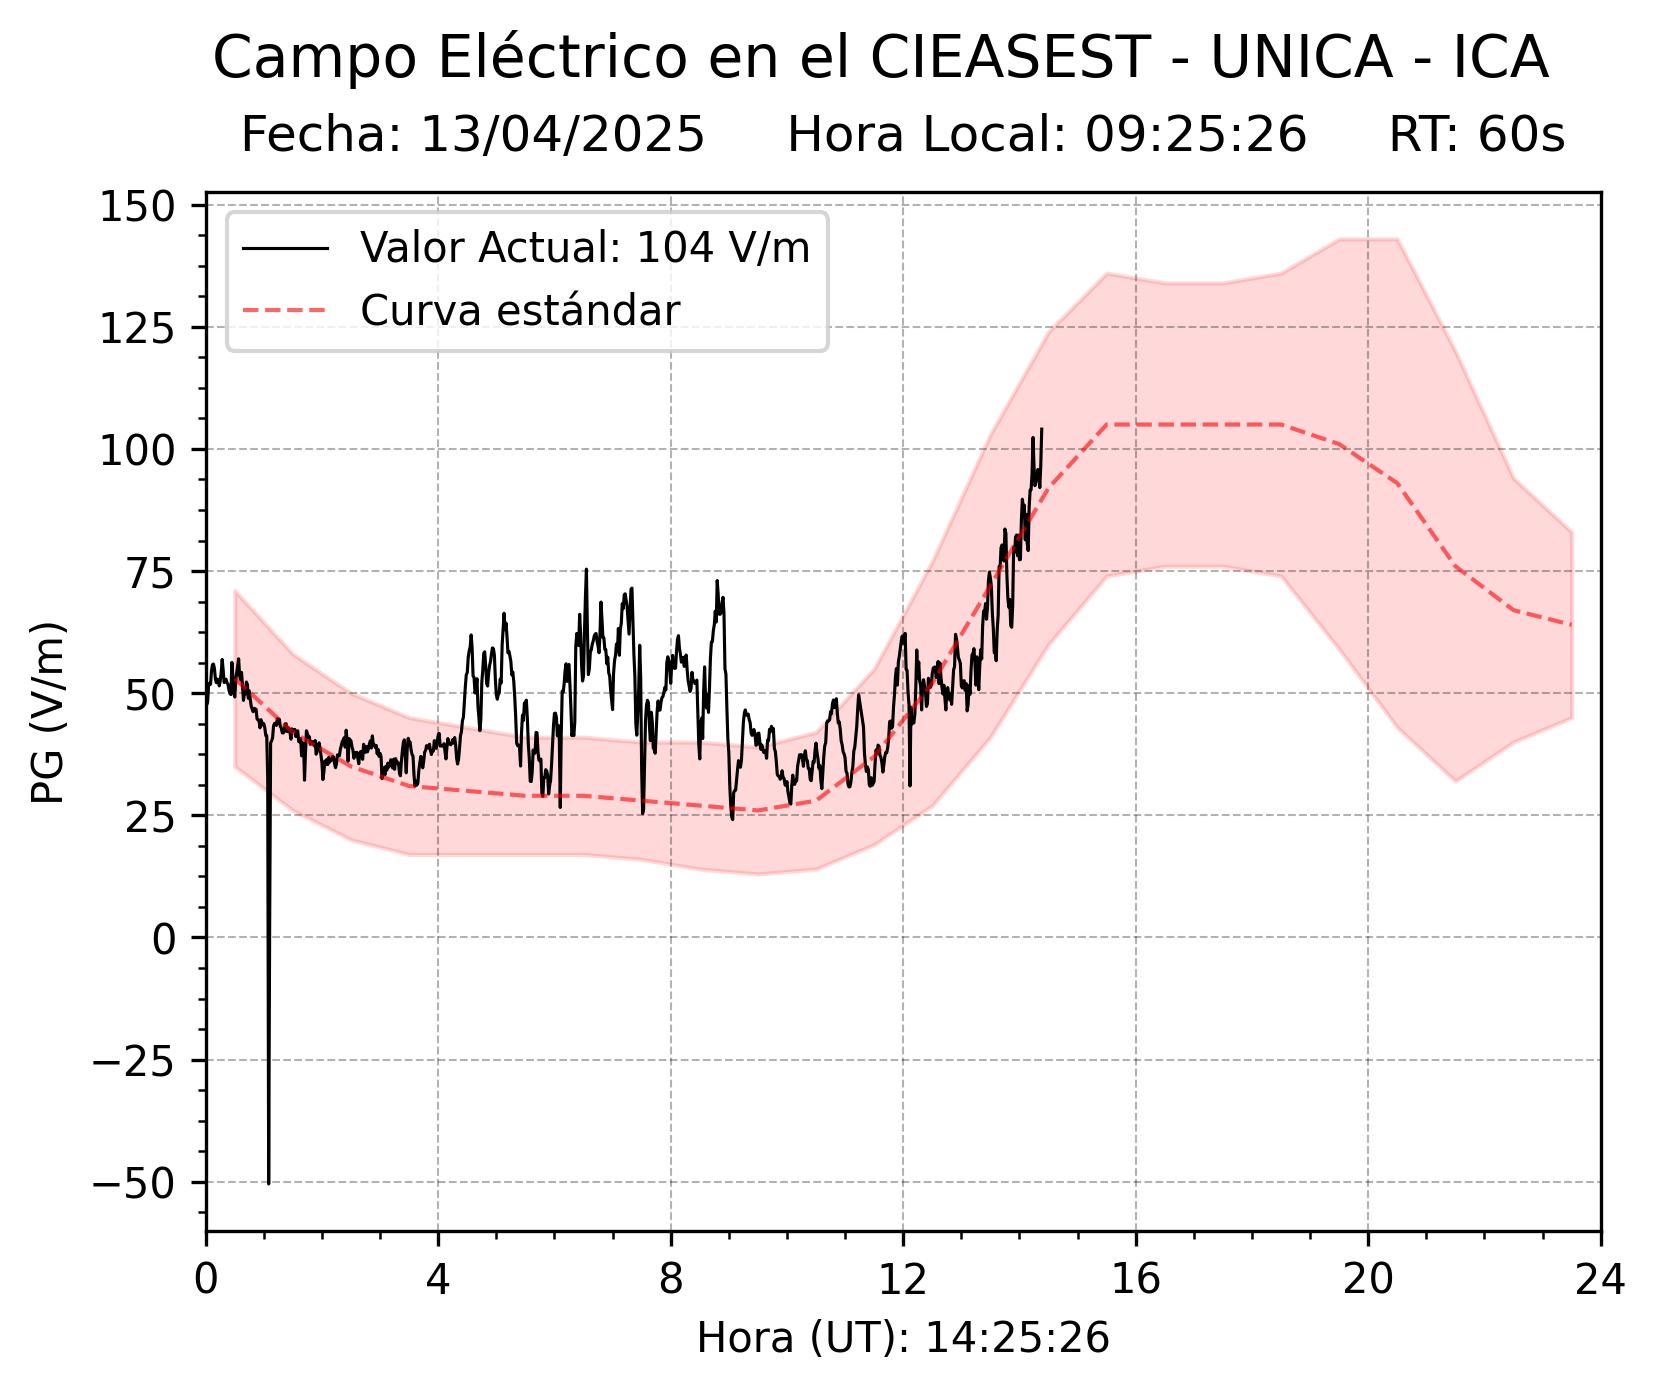 Campo Eléctrico en el CIEASEST - UNICA - ICA
Fecha: 13/04/2025 Hora Local: 09:25:26 RT: 60s
Valor Actual: 104 V/m
Curva estándar
PG (V/m)
150
125
100
75
50
25
0
−25
−50
0 4 8 12 16 20 24
Hora (UT): 14:25:26